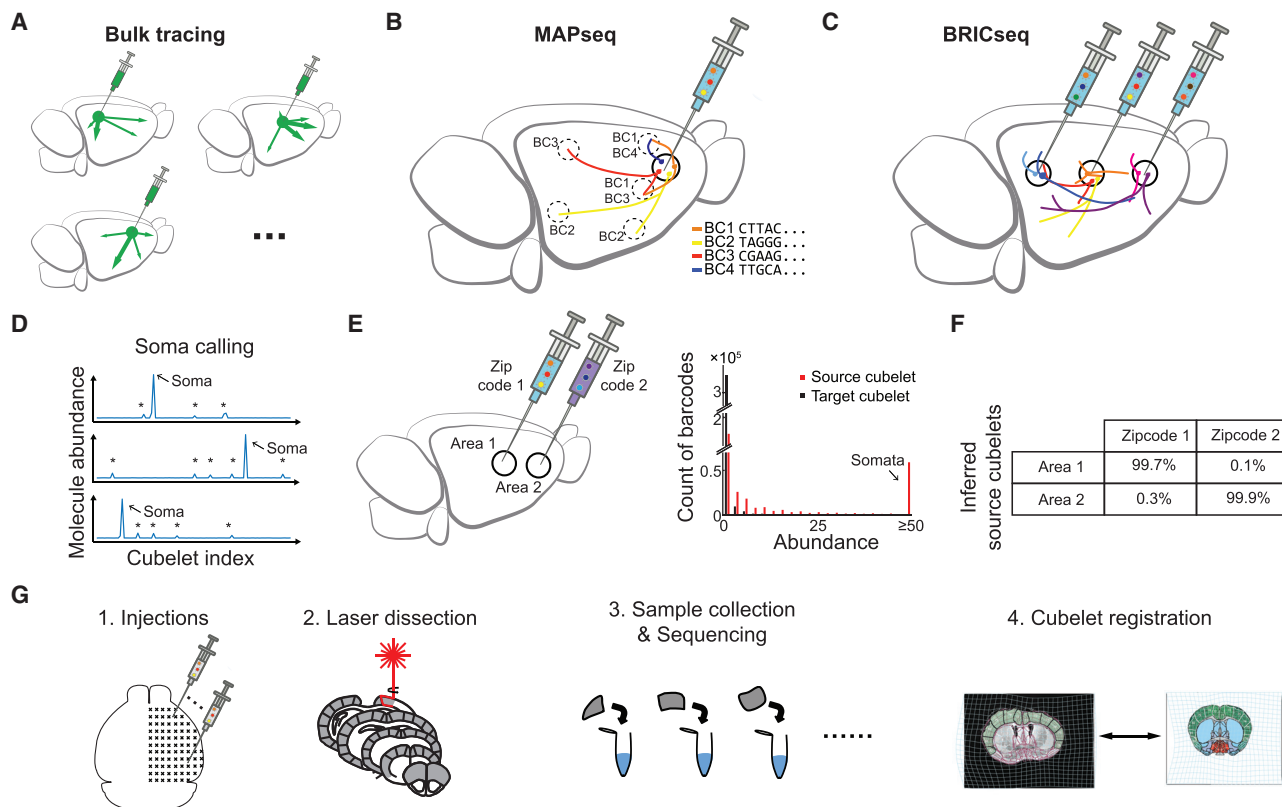 A
Bulk tracing
...
B
MAPseq
BC3
BC1
BC4
BC1
BC3
BC2
BC2
BC1 CTTAC...
BC2 TAGGG...
BC3 CGAAG...
BC4 TTGCA...
C
BRICseq
D
Soma calling
Molecule abundance
Soma
* * *
Soma
* * * * *
Soma
* * * *
Cubelet index
E
Zip
code 1
Zip
code 2
Area 1
Area 2
×10⁵
Count of barcodes
3
2
0.5
0
Source cubelet
Target cubelet
Somata
1
25
≥50
Abundance
F
Inferred
source cubelets
Zipcode 1 Zipcode 2
Area 1 99.7% 0.1%
Area 2 0.3% 99.9%
G
1. Injections
2. Laser dissection
3. Sample collection
& Sequencing
......
4. Cubelet registration